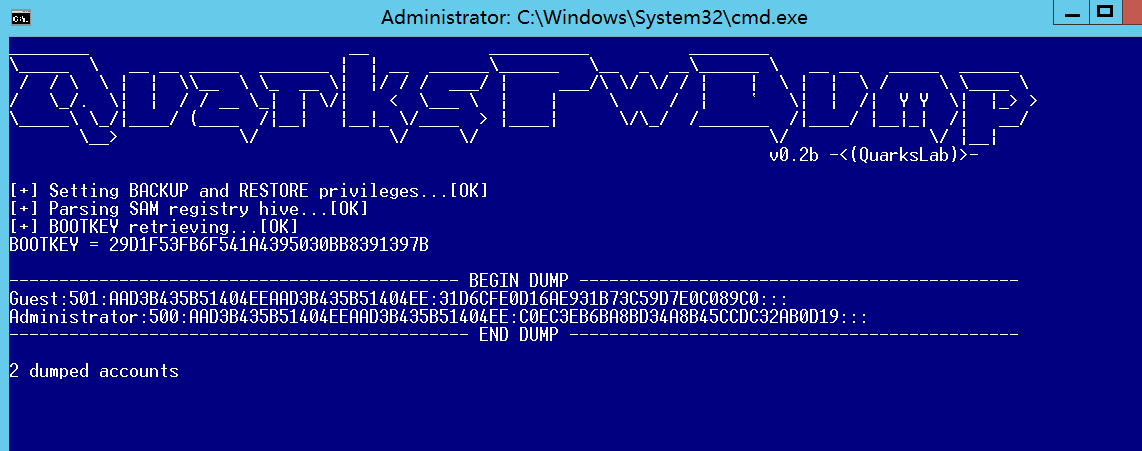 Administrator: C:\Windows\System32\cmd.exe
QuarksPwDump
v0.2b -<(QuarksLab)>-
[+] Setting BACKUP and RESTORE privileges...[OK]
[+] Parsing SAM registry hive...[OK]
[+] BOOTKEY retrieving...[OK]
BOOTKEY = 29D1F53FB6F541A4395030BB8391397B
--------------------------------------------- BEGIN DUMP --------------------------------------------
Guest:501:AAD3B435B51404EEAAD3B435B51404EE:31D6CFE0D16AE931B73C59D7E0C089C0:::
Administrator:500:AAD3B435B51404EEAAD3B435B51404EE:C0EC3EB6BA8BD34A8B45CCDC32AB0D19:::
---------------------------------------------- END DUMP ---------------------------------------------
2 dumped accounts